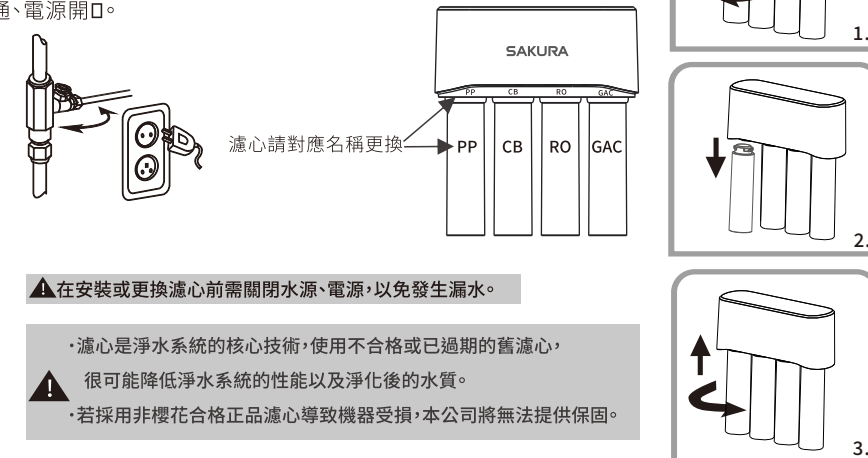 通、電源開口。
SAKURA
PP CB RO GAC
濾心請對應名稱更換
PP CB RO GAC
1.
2.
3.
在安裝或更換濾心前需關閉水源、電源，以免發生漏水。
·濾心是淨水系統的核心技術，使用不合格或已過期的舊濾心，
很可能降低淨水系統的性能以及淨化後的水質。
·若採用非櫻花合格正品濾心導致機器受損，本公司將無法提供保固。